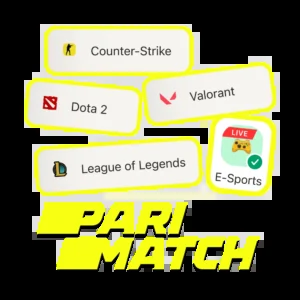 Counter-Strike
Valorant
Dota 2
LIVE
League of Legends
E-Sports
PARI
MATCH